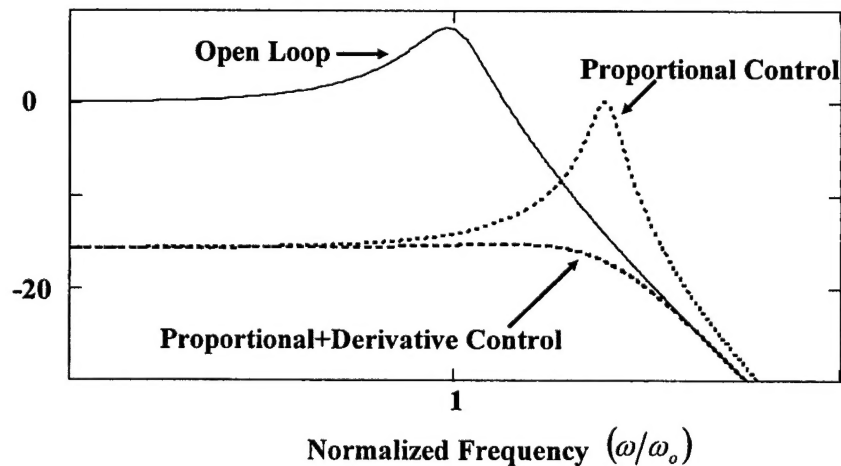 Open Loop
Proportional Control
0
-20
Proportional+Derivative Control
1
Normalized Frequency (ω/ωₒ)